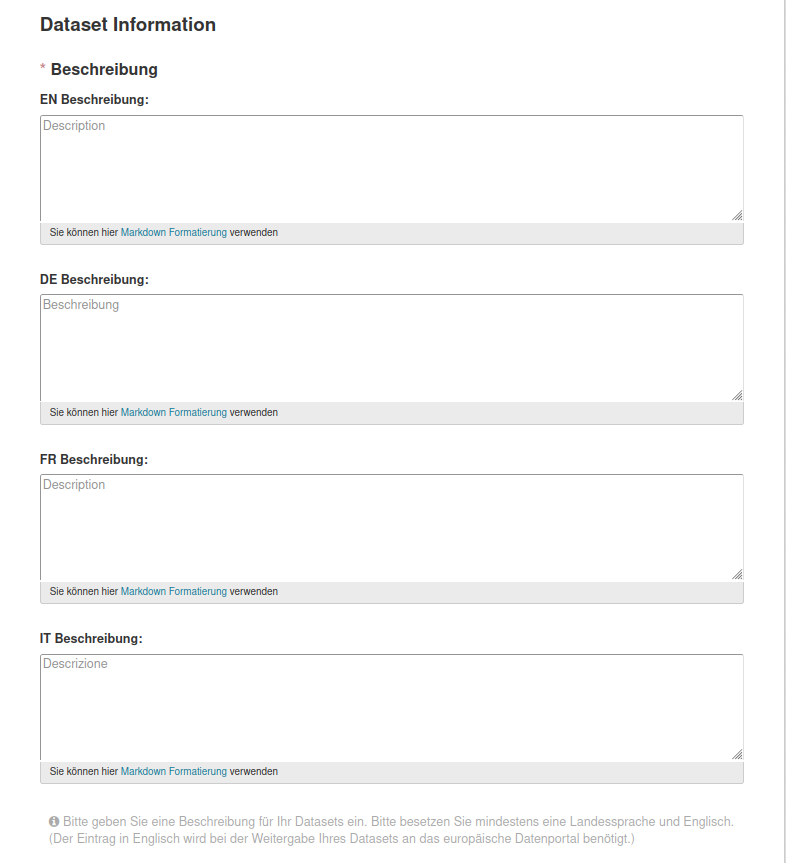 Dataset Information
* Beschreibung
EN Beschreibung:
Description
Sie können hier Markdown Formatierung verwenden
DE Beschreibung:
Beschreibung
Sie können hier Markdown Formatierung verwenden
FR Beschreibung:
Description
Sie können hier Markdown Formatierung verwenden
IT Beschreibung:
Descrizione
Sie können hier Markdown Formatierung verwenden
Bitte geben Sie eine Beschreibung für Ihr Datasets ein. Bitte besetzen Sie mindestens eine Landessprache und Englisch.
(Der Eintrag in Englisch wird bei der Weitergabe Ihres Datasets an das europäische Datenportal benötigt.)